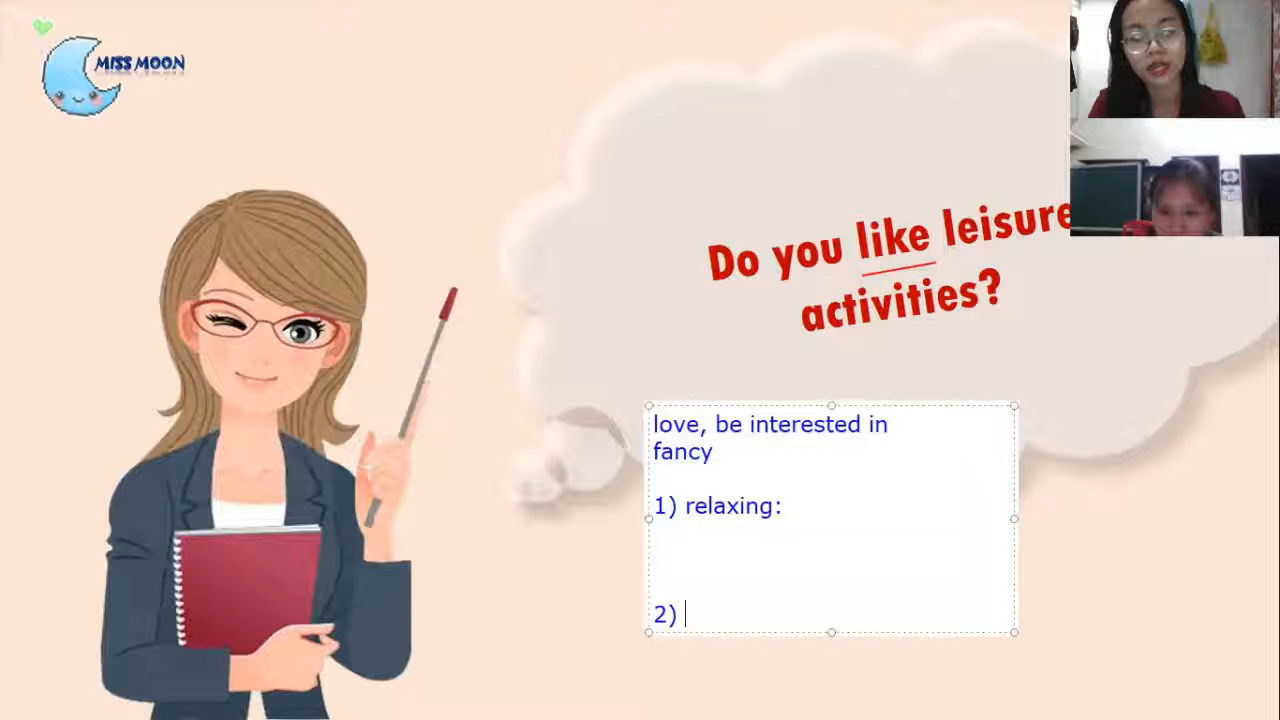 MISS MOON
Do you like leisure
activities?
love, be interested in
fancy
1) relaxing:
2)